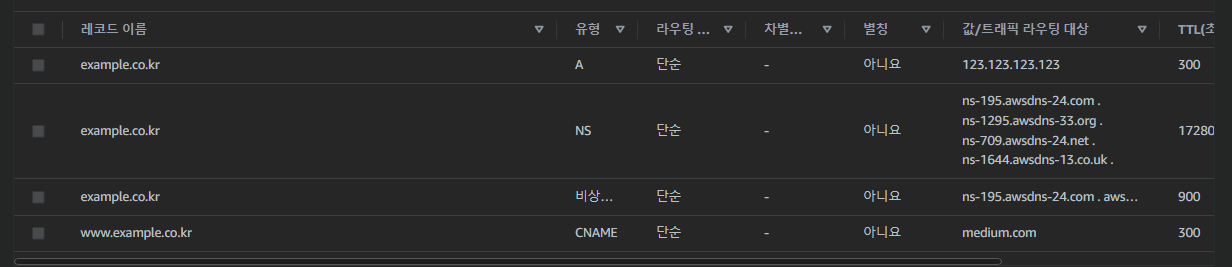 레코드 이름 유형 라우팅 ... 차별... 별칭 값/트래픽 라우팅 대상 TTL(초
example.co.kr A 단순 - 아니요 123.123.123.123 300
example.co.kr NS 단순 - 아니요 ns-195.awsdns-24.com . 17280
ns-1295.awsdns-33.org .
ns-709.awsdns-24.net .
ns-1644.awsdns-13.co.uk .
example.co.kr 비상... 단순 - 아니요 ns-195.awsdns-24.com . aws... 900
www.example.co.kr CNAME 단순 - 아니요 medium.com 300